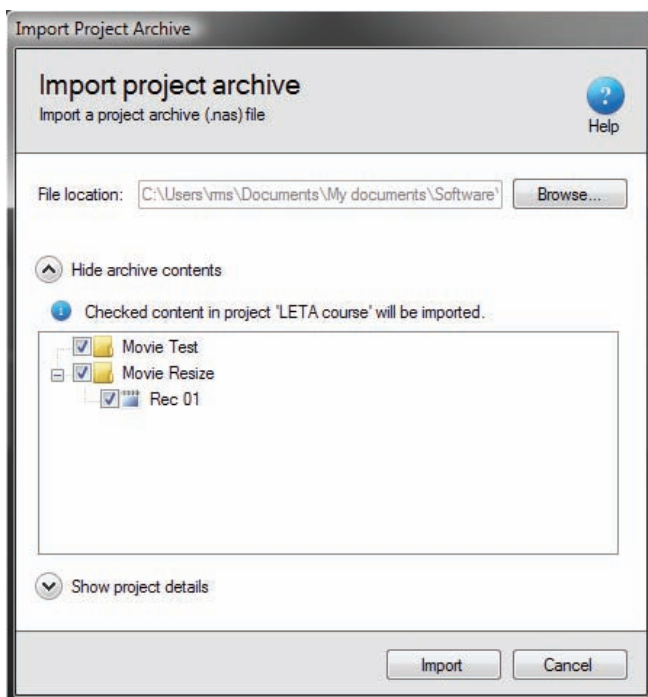 Import Project Archive
Import project archive
Import a project archive (.nas) file
?
Help
File location: C:\Users\rms\Documents\My documents\Software\ Browse...
Hide archive contents
i Checked content in project 'LETA course' will be imported.
Movie Test
Movie Resize
Rec 01
Show project details
Import Cancel